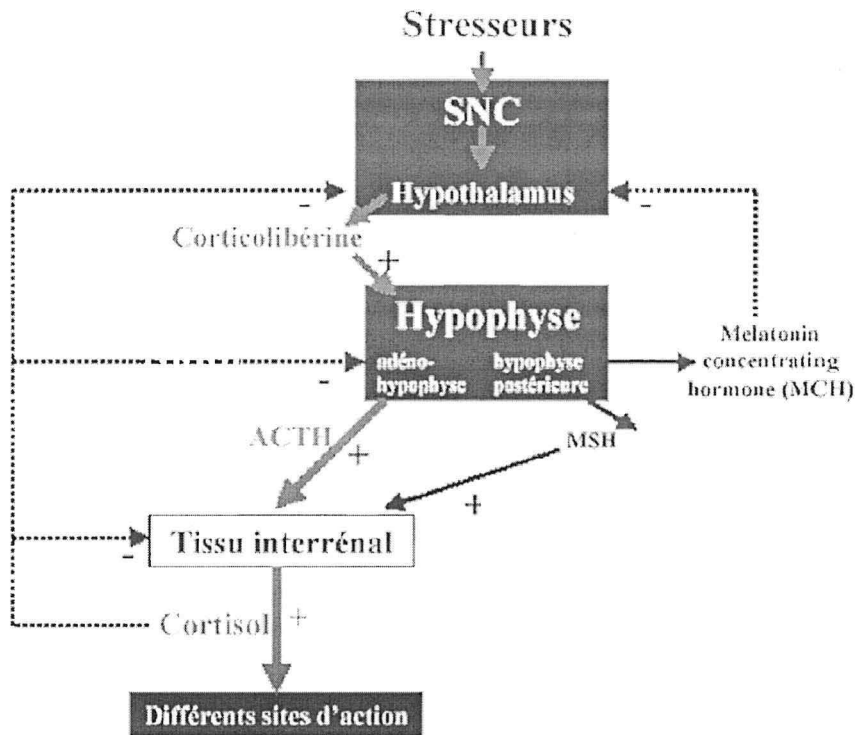 Stresseurs
SNC
Hypothalamus
-
-
Corticolibérine
+
Hypophyse
adéno-
hypophyse
hypophyse
postérieure
-
Melatonin
concentrating
hormone (MCH)
ACTH
+
MSH
+
Tissu interrénal
-
Cortisol
+
Différents sites d'action